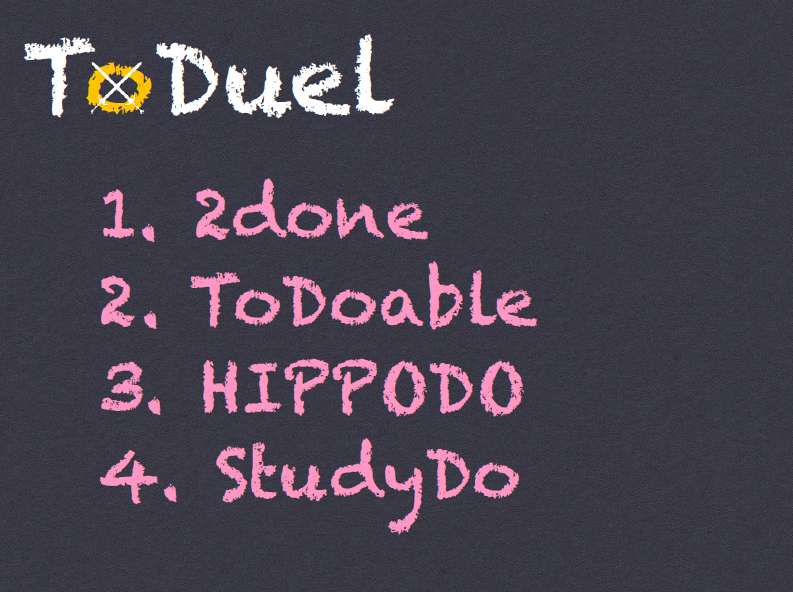 ToDuel
1. 2done
2. ToDoable
3. HIPPODO
4. StudyDo